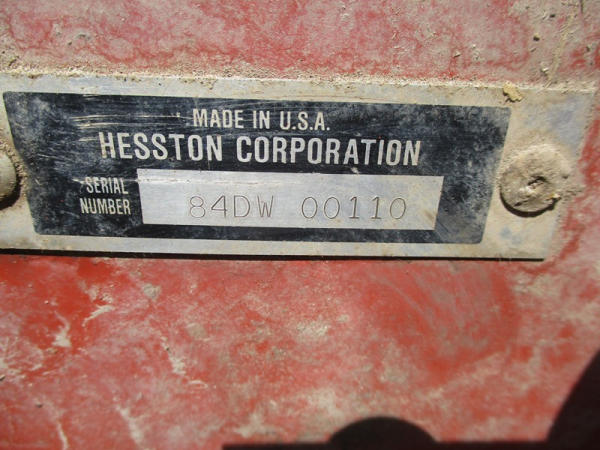 MADE IN U.S.A.
HESSTON CORPORATION
SERIAL
NUMBER
84DW 00110